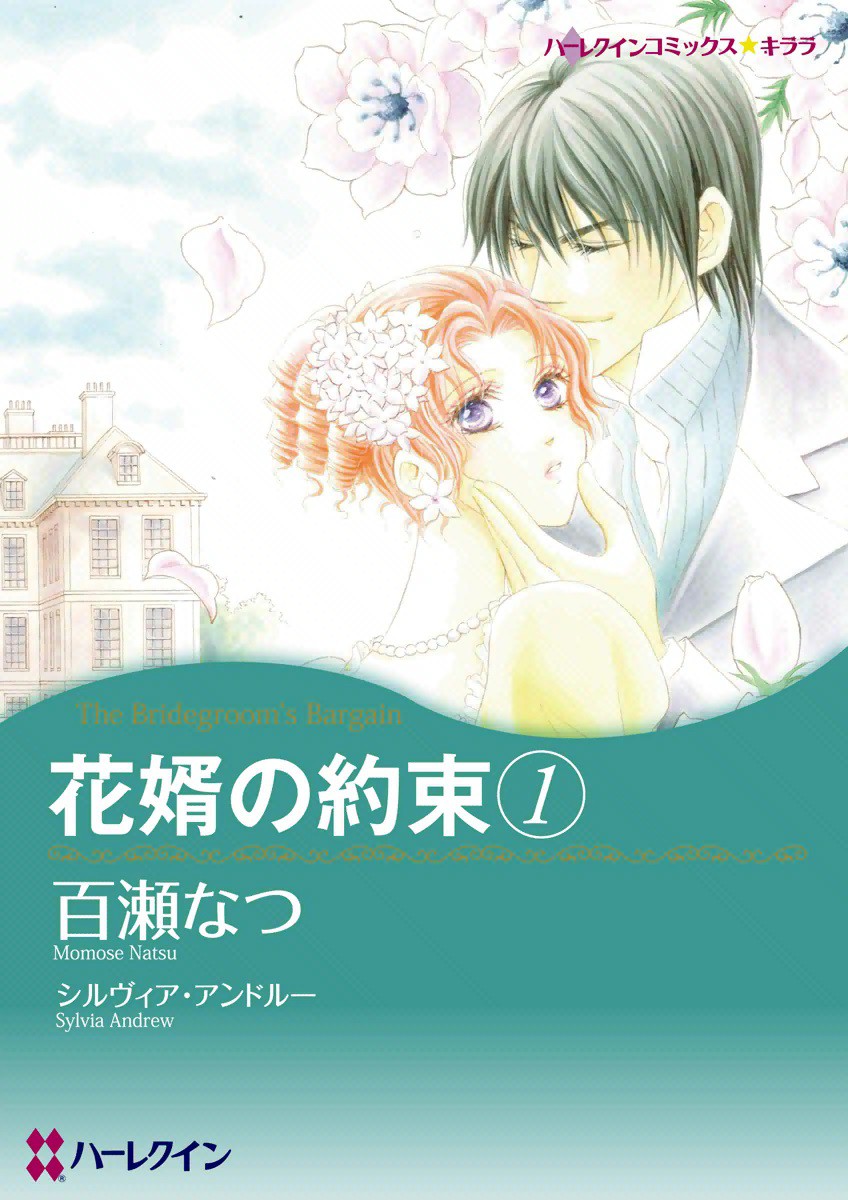 ハーレクインコミックス★キララ
The Bridegroom's Bargain
花婿の約束①
百瀬なつ
Momose Natsu
シルヴィア・アンドルー
Sylvia Andrew
ハーレクイン
®